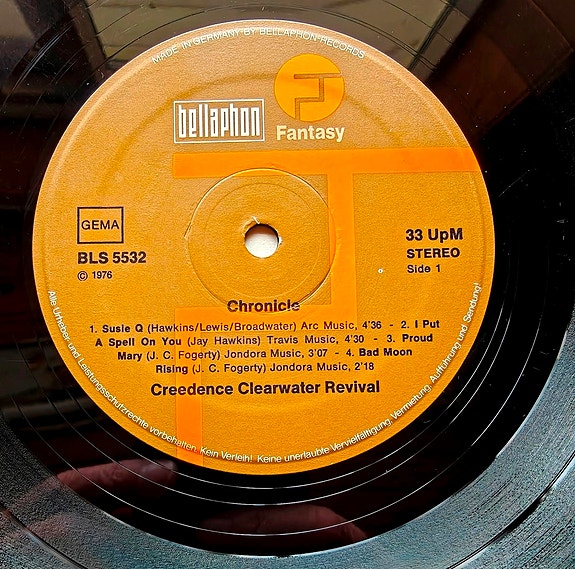 MADE IN GERMANY BY BELLAPHON-RECORDS
bellaphon
Fantasy
GEMA
BLS 5532
© 1976
33 UpM
STEREO
Side 1
Chronicle
1. Susie Q (Hawkins/Lewis/Broadwater) Arc Music, 4'36 - 2. I Put
A Spell On You (Jay Hawkins) Travis Music, 4'30 - 3. Proud
Mary (J. C. Fogerty) Jondora Music, 3'07 - 4. Bad Moon
Rising (J. C. Fogerty) Jondora Music, 2'18
Creedence Clearwater Revival
Alle Urheber und Leistungsschutzrechte vorbehalten. Kein Verleih! Keine unerlaubte Vervielfältigung, Vermietung, Aufführung und Sendung!